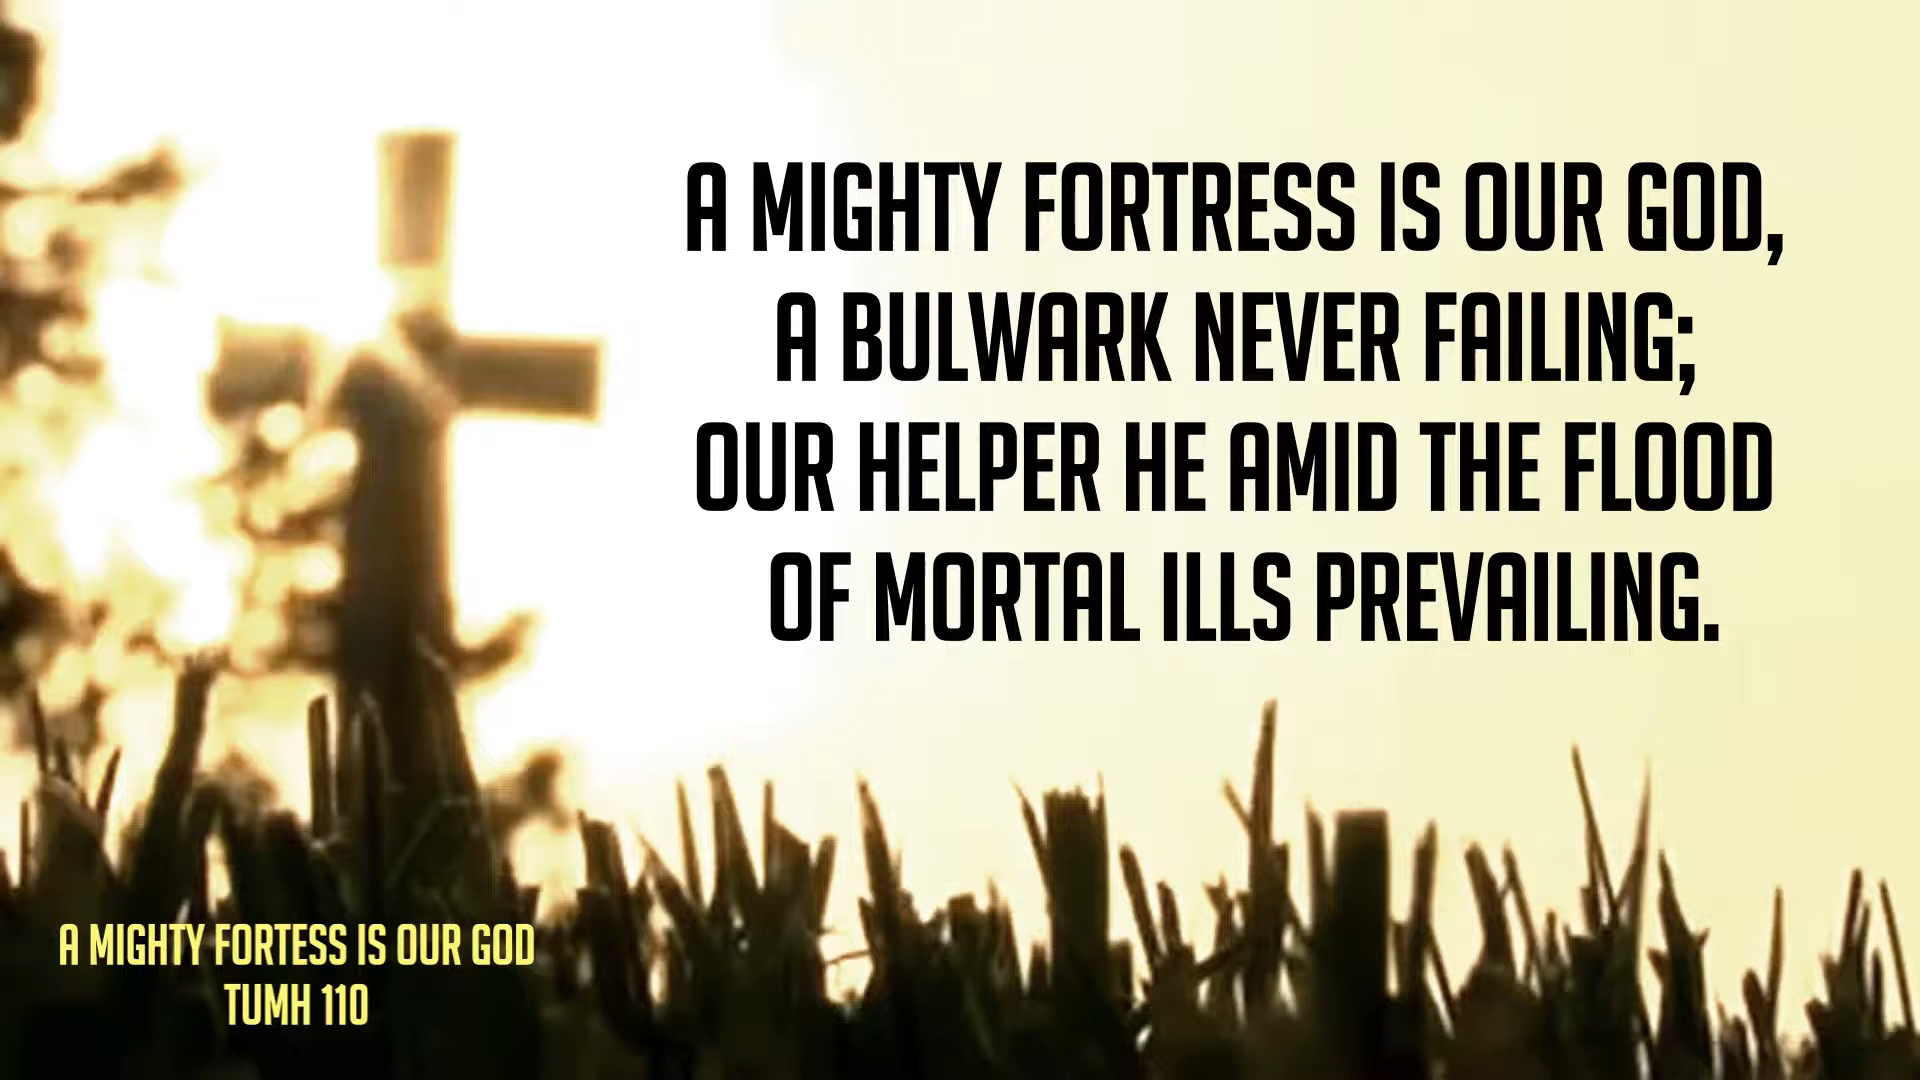 A MIGHTY FORTRESS IS OUR GOD,
A BULWARK NEVER FAILING;
OUR HELPER HE AMID THE FLOOD
OF MORTAL ILLS PREVAILING.
A MIGHTY FORTESS IS OUR GOD
TUMH 110